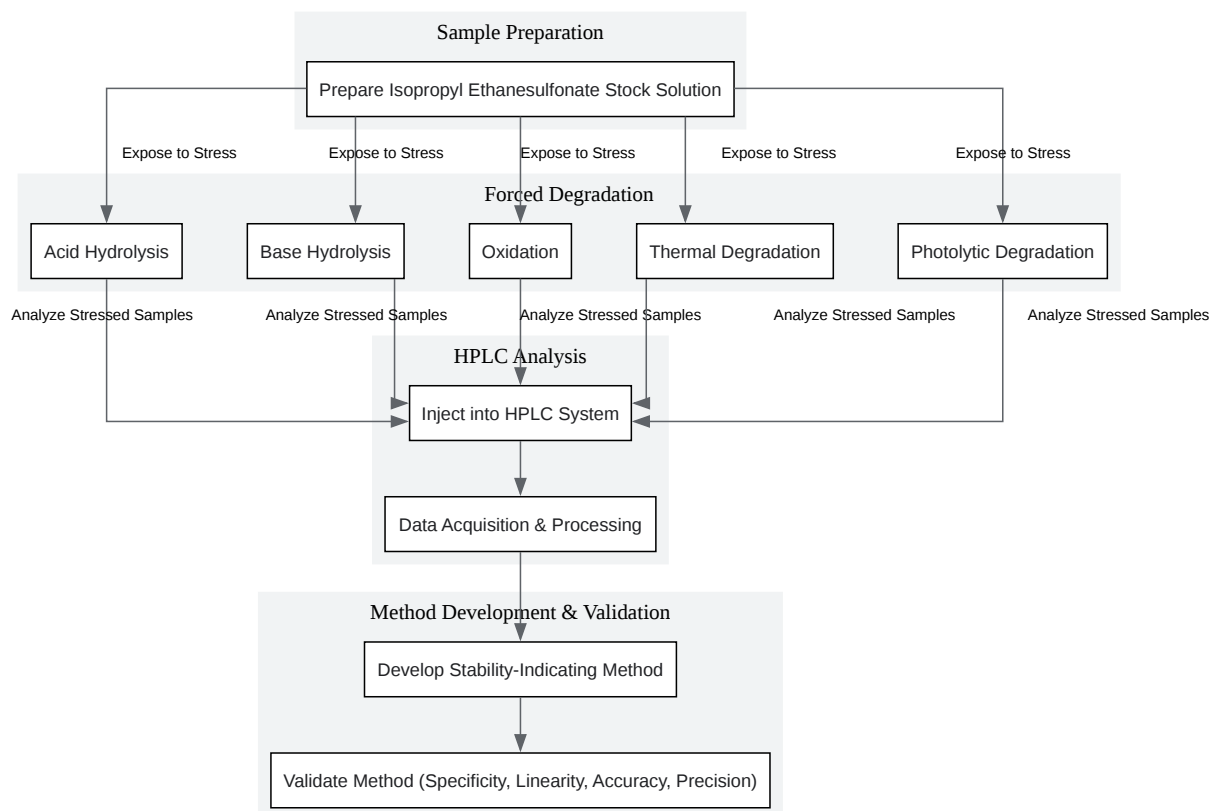 Sample Preparation
Prepare Isopropyl Ethanesulfonate Stock Solution
Expose to Stress
Expose to Stress
Expose to Stress
Expose to Stress
Expose to Stress
Forced Degradation
Acid Hydrolysis
Base Hydrolysis
Oxidation
Thermal Degradation
Photolytic Degradation
Analyze Stressed Samples
Analyze Stressed Samples
Analyze Stressed Samples
Analyze Stressed Samples
Analyze Stressed Samples
HPLC Analysis
Inject into HPLC System
Data Acquisition & Processing
Method Development & Validation
Develop Stability-Indicating Method
Validate Method (Specificity, Linearity, Accuracy, Precision)